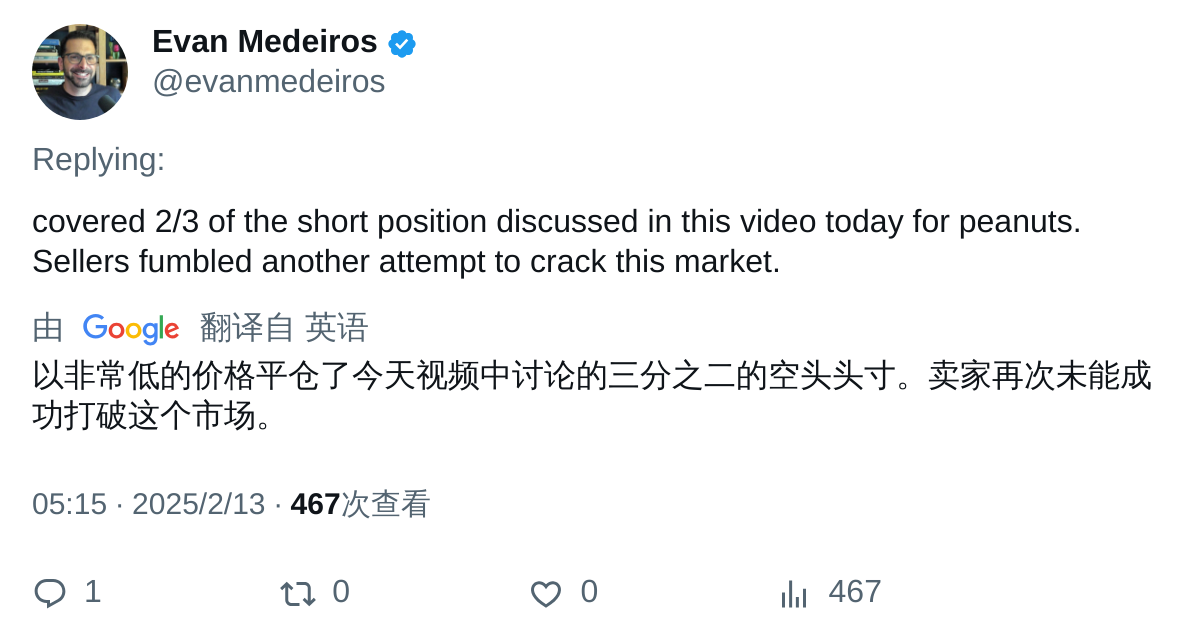 Evan Medeiros
@evanmedeiros
Replying:
covered 2/3 of the short position discussed in this video today for peanuts.
Sellers fumbled another attempt to crack this market.
由 Google 翻译自 英语
以非常低的价格平仓了今天视频中讨论的三分之二的空头头寸。卖家再次未能成
功打破这个市场。
05:15 · 2025/2/13 · 467次查看
1 0 0 467